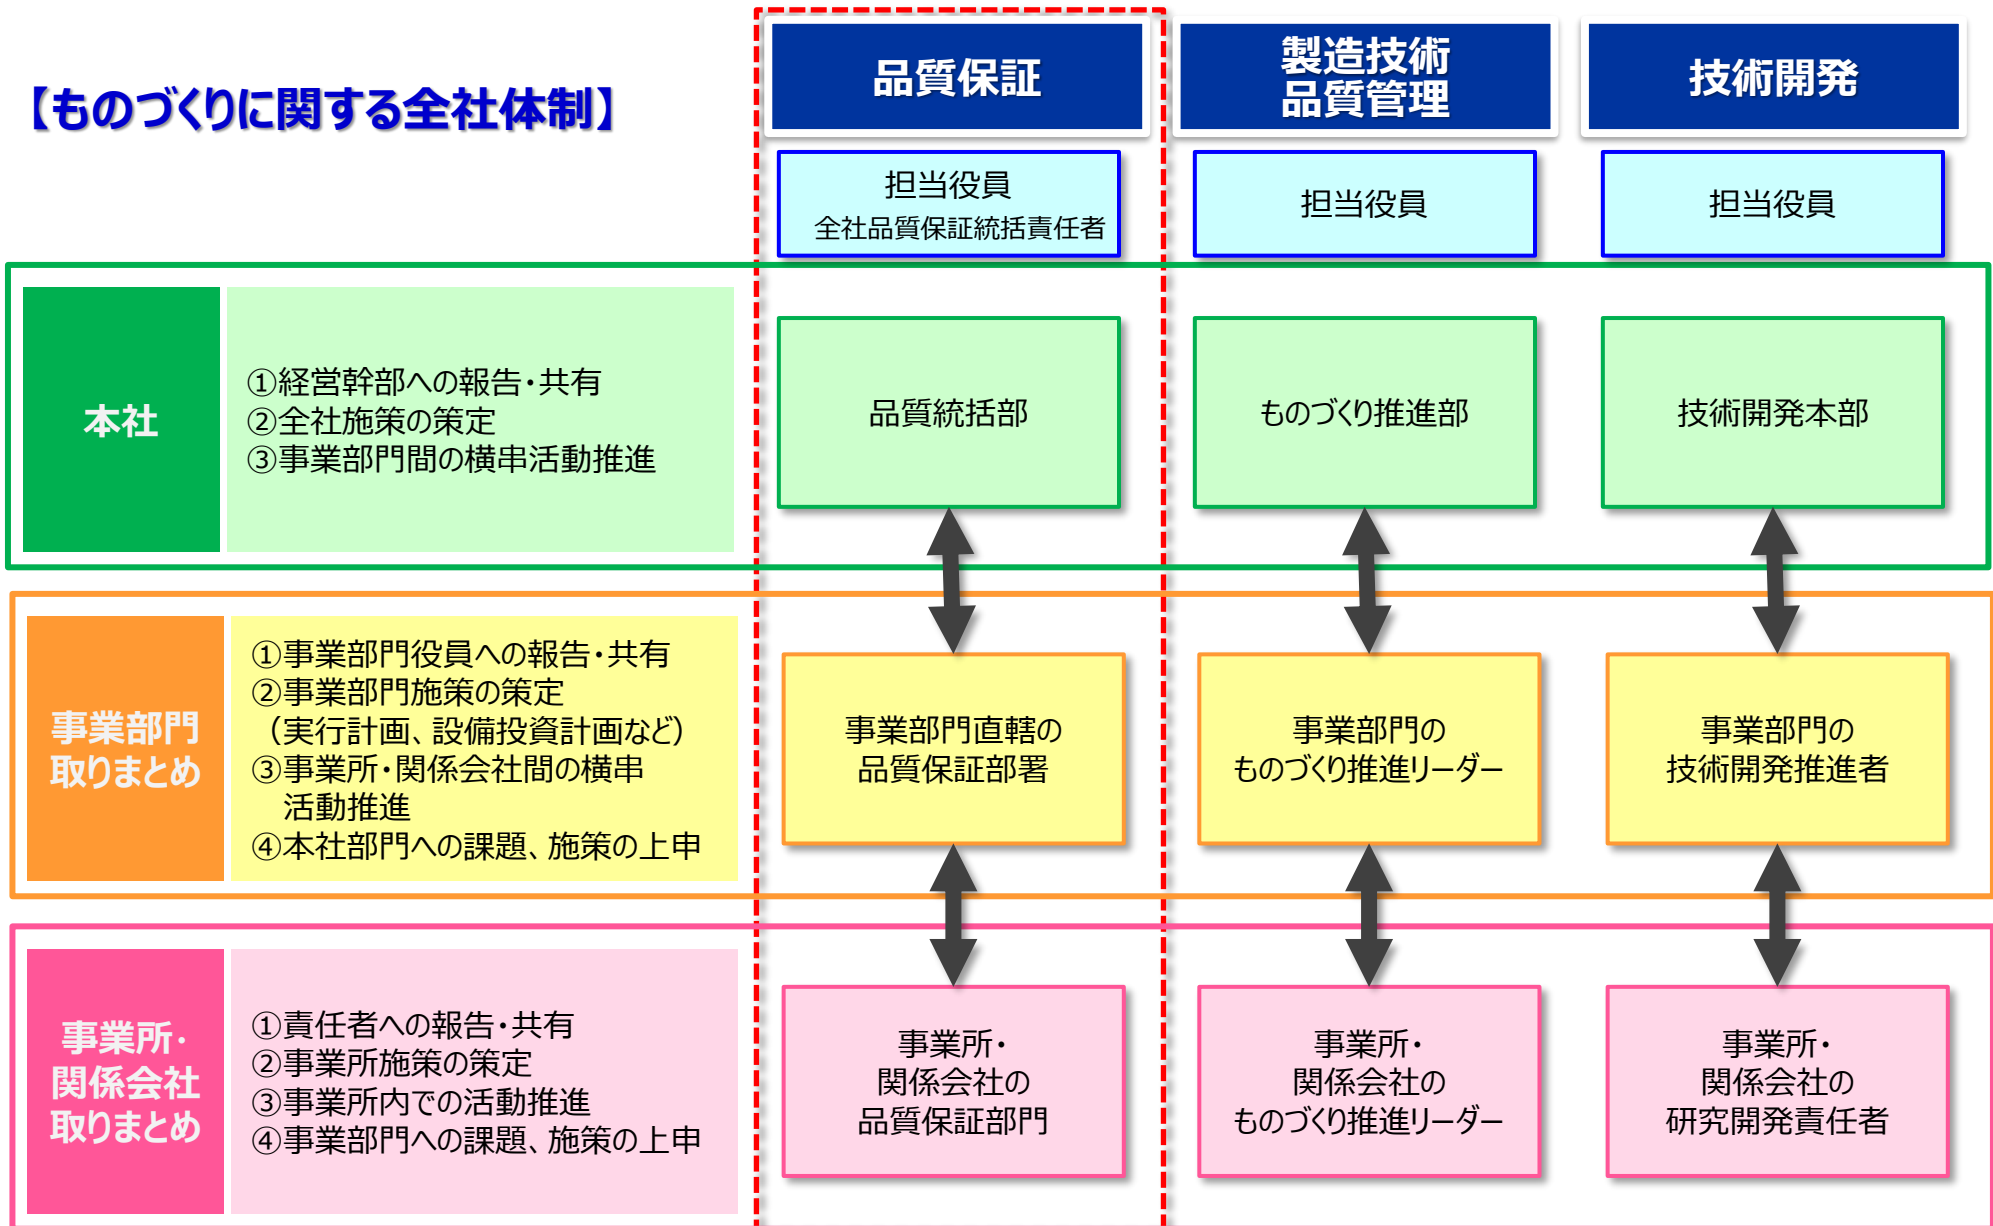 【ものづくりに関する全社体制】
品質保証
製造技術
品質管理
技術開発
担当役員
全社品質保証統括責任者
担当役員
担当役員
本社
①経営幹部への報告・共有
②全社施策の策定
③事業部門間の横串活動推進
品質統括部
ものづくり推進部
技術開発本部
事業部門
取りまとめ
①事業部門役員への報告・共有
②事業部門施策の策定
（実行計画、設備投資計画など）
③事業所・関係会社間の横串
活動推進
④本社部門への課題、施策の上申
事業部門直轄の
品質保証部署
事業部門の
ものづくり推進リーダー
事業部門の
技術開発推進者
事業所・
関係会社
取りまとめ
①責任者への報告・共有
②事業所施策の策定
③事業所内での活動推進
④事業部門への課題、施策の上申
事業所・
関係会社の
品質保証部門
事業所・
関係会社の
ものづくり推進リーダー
事業所・
関係会社の
研究開発責任者